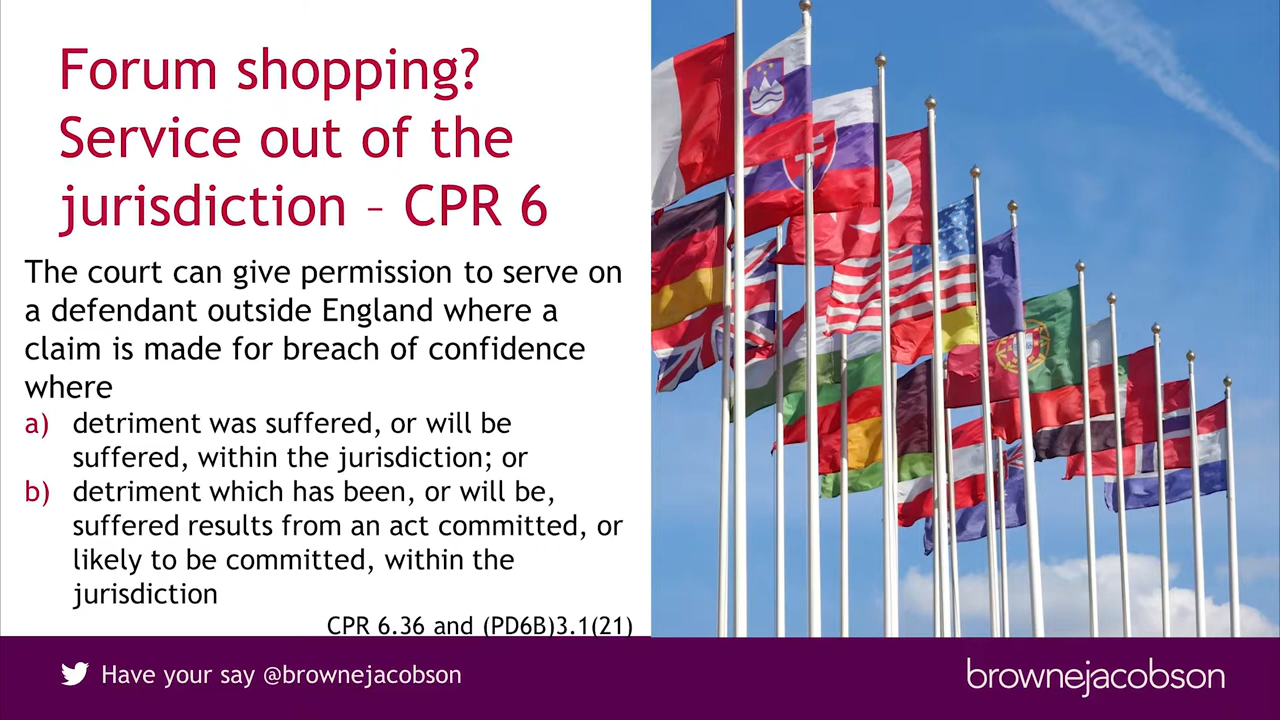 Forum shopping?
Service out of the
jurisdiction – CPR 6
The court can give permission to serve on
a defendant outside England where a
claim is made for breach of confidence
where
a) detriment was suffered, or will be
suffered, within the jurisdiction; or
b) detriment which has been, or will be,
suffered results from an act committed, or
likely to be committed, within the
jurisdiction
CPR 6.36 and (PD6B)3.1(21)
Have your say @brownejacobson
brownejacobson